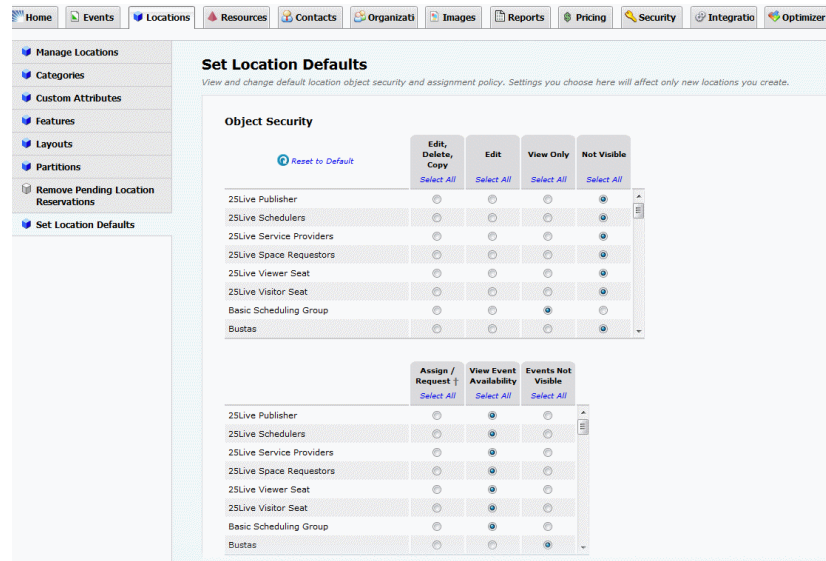 Home Events Locations Resources Contacts Organizati Images Reports Pricing Security Integratio Optimizer
Manage Locations
Categories
Custom Attributes
Features
Layouts
Partitions
Remove Pending Location
Reservations
Set Location Defaults
Set Location Defaults
View and change default location object security and assignment policy. Settings you choose here will affect only new locations you create.
Object Security
Reset to Default
Edit,
Delete,
Copy
Select All
Edit
Select All
View Only
Select All
Not Visible
Select All
25Live Publisher
25Live Schedulers
25Live Service Providers
25Live Space Requestors
25Live Viewer Seat
25Live Visitor Seat
Basic Scheduling Group
Bustas
Assign /
Request †
Select All
View Event
Availability
Select All
Events Not
Visible
Select All
25Live Publisher
25Live Schedulers
25Live Service Providers
25Live Space Requestors
25Live Viewer Seat
25Live Visitor Seat
Basic Scheduling Group
Bustas